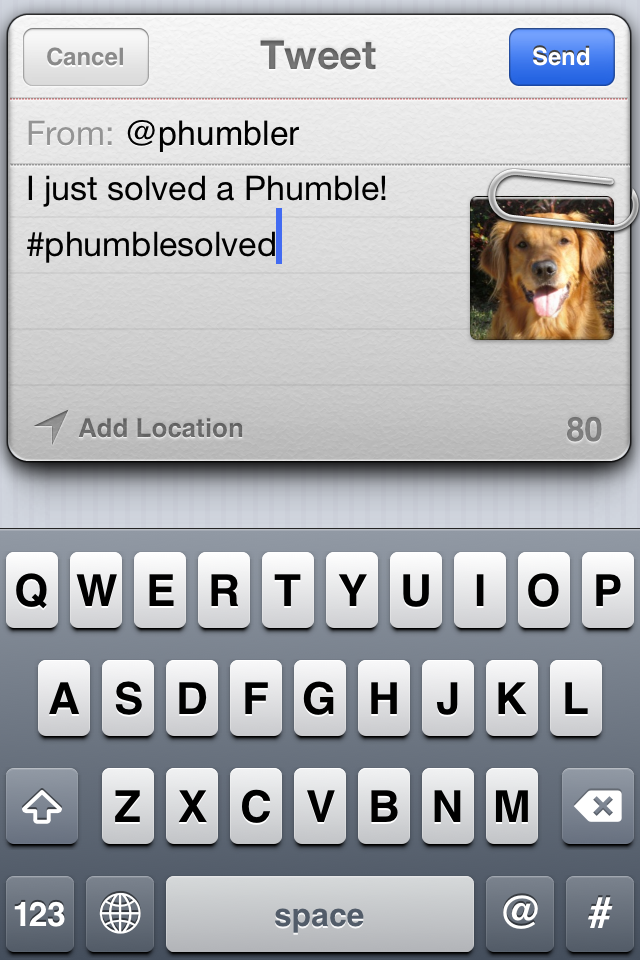 Cancel Tweet Send
From: @phumbler
I just solved a Phumble!
#phumblesolved
Add Location 80
Q W E R T Y U I O P
A S D F G H J K L
Z X C V B N M
123 space @ #